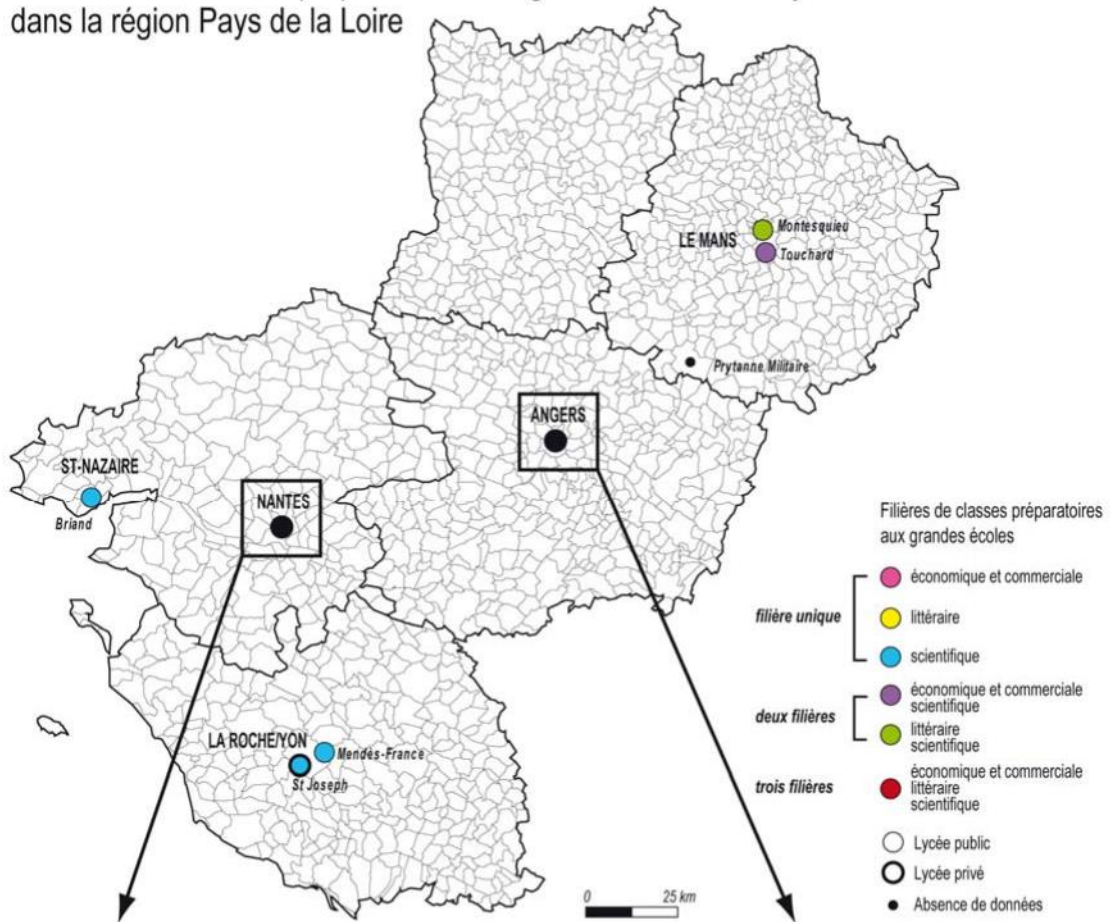 dans la région Pays de la Loire
LE MANS
Montesquieu
Touchard
Prytanne Militaire
ANGERS
ST-NAZAIRE
Briand
NANTES
LA ROCHE/YON
Mendès-France
St Joseph
Filières de classes préparatoires
aux grandes écoles
filière unique
économique et commerciale
littéraire
scientifique
deux filières
économique et commerciale
scientifique
littéraire
scientifique
trois filières
économique et commerciale
littéraire
scientifique
Lycée public
Lycée privé
Absence de données
0 25 km